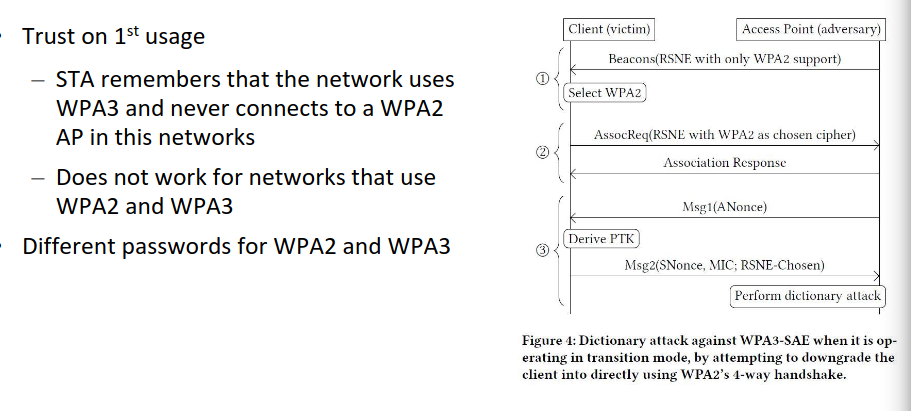 Trust on 1st usage
– STA remembers that the network uses
WPA3 and never connects to a WPA2
AP in this networks
– Does not work for networks that use
WPA2 and WPA3
Different passwords for WPA2 and WPA3
Client (victim)
Access Point (adversary)
Beacons(RSNE with only WPA2 support)
①
Select WPA2
AssocReq(RSNE with WPA2 as chosen cipher)
②
Association Response
Msg1(ANonce)
Derive PTK
③
Msg2(SNonce, MIC; RSNE-Chosen)
Perform dictionary attack
Figure 4: Dictionary attack against WPA3-SAE when it is op-
erating in transition mode, by attempting to downgrade the
client into directly using WPA2's 4-way handshake.